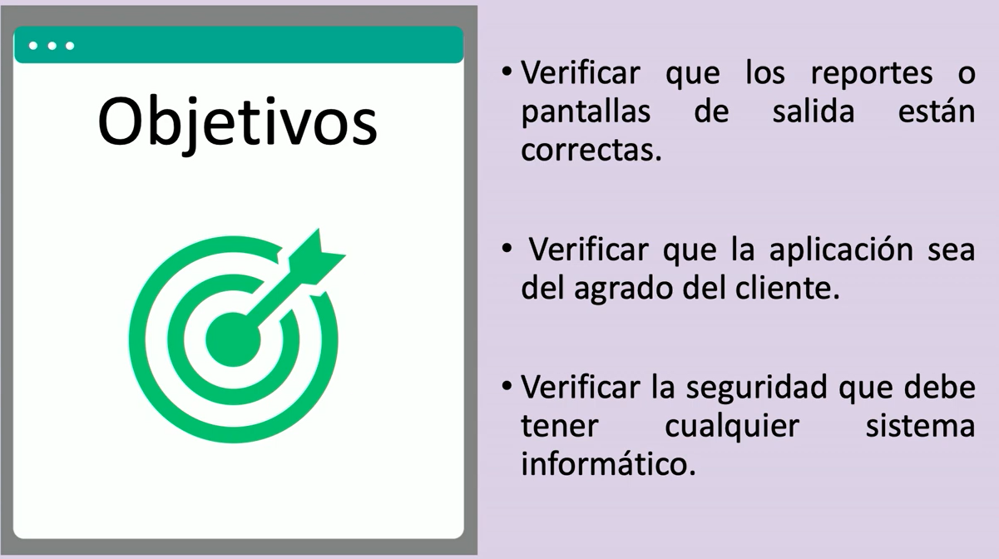 Objetivos
• Verificar que los reportes o
pantallas de salida están
correctas.
• Verificar que la aplicación sea
del agrado del cliente.
• Verificar la seguridad que debe
tener cualquier sistema
informático.